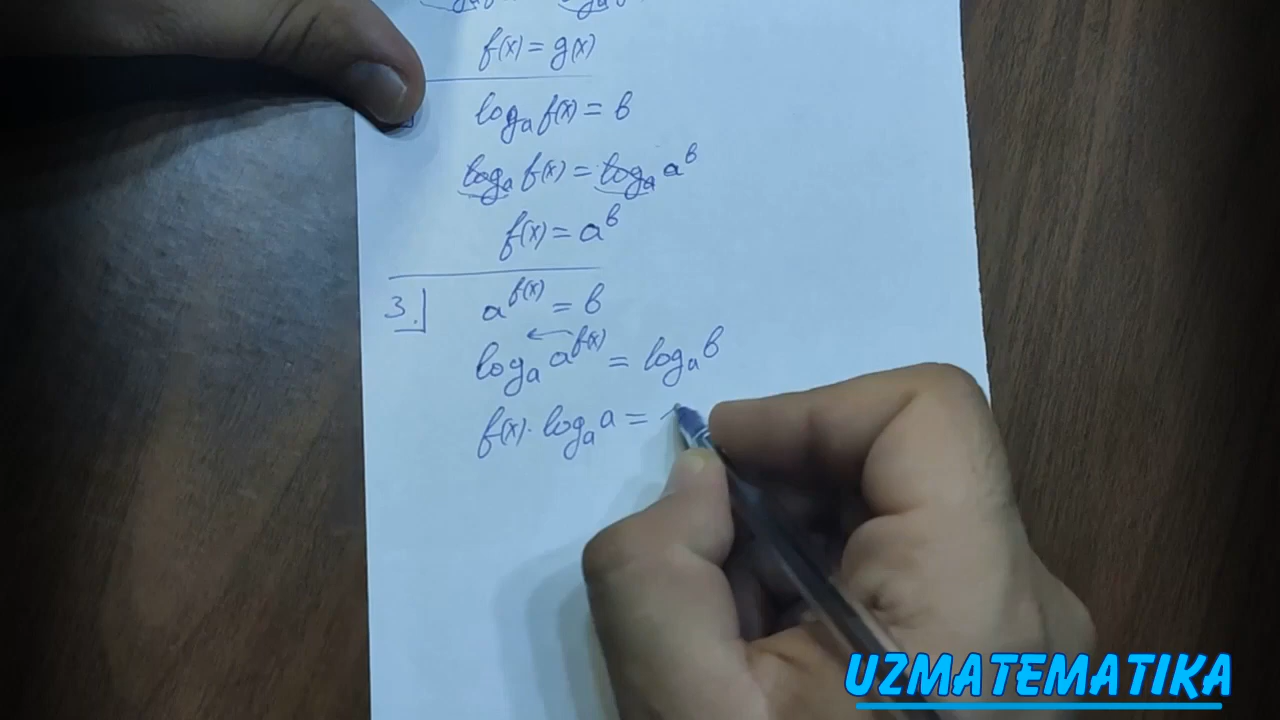 f(x) = g(x)
logₐ f(x) = b
logₐ f(x) = logₐ aᵇ
f(x) = aᵇ
3.] a^f(x) = b
logₐ a^f(x) = logₐ b
f(x) · logₐ a =
UZMATEMATIKA